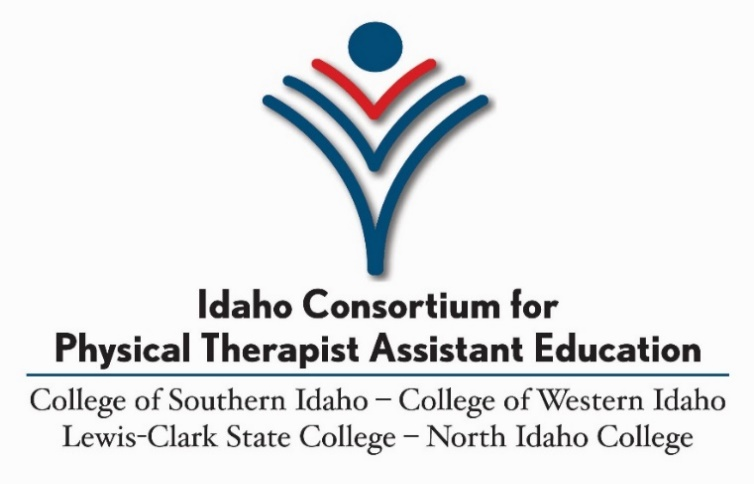 Idaho Consortium for
Physical Therapist Assistant Education
College of Southern Idaho – College of Western Idaho
Lewis-Clark State College – North Idaho College